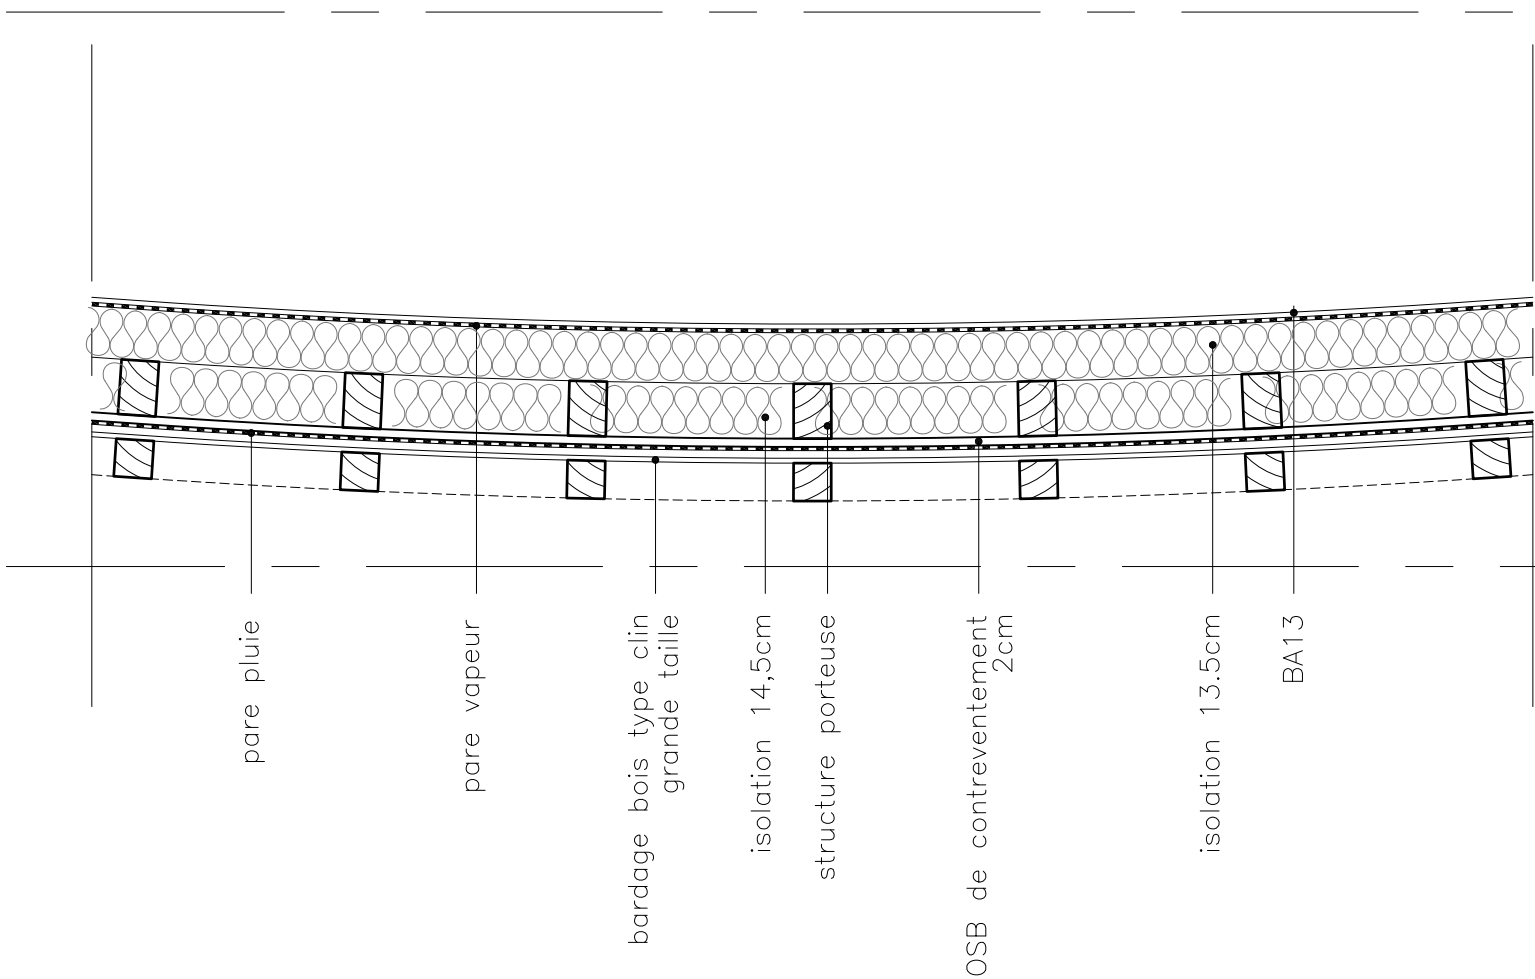 pare pluie
pare vapeur
bardage bois type clin
grande taille
isolation 14,5cm
structure porteuse
OSB de contreventement
2cm
isolation 13.5cm
BA13